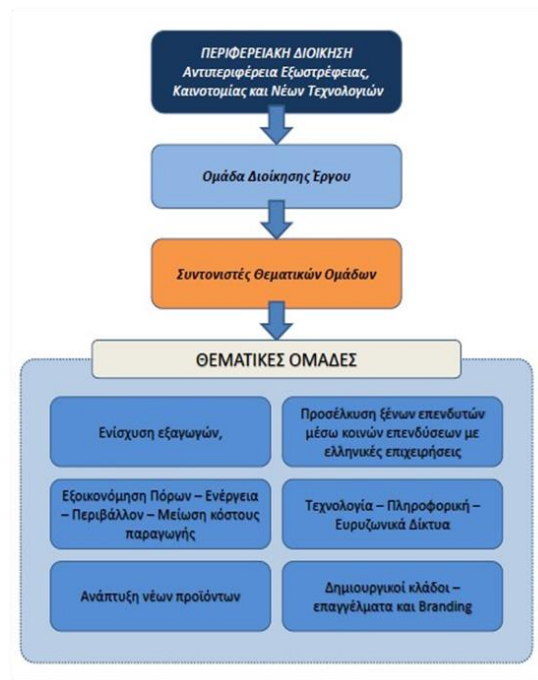 ΠΕΡΙΦΕΡΕΙΑΚΗ ΔΙΟΙΚΗΣΗ
Αντιπεριφέρεια Εξωστρέφειας,
Καινοτομίας και Νέων Τεχνολογιών
Ομάδα Διοίκησης Έργου
Συντονιστές Θεματικών Ομάδων
ΘΕΜΑΤΙΚΕΣ ΟΜΑΔΕΣ
Ενίσχυση εξαγωγών,
Προσέλκυση ξένων επενδυτών
μέσω κοινών επενδύσεων με
ελληνικές επιχειρήσεις
Εξοικονόμηση Πόρων – Ενέργεια
– Περιβάλλον – Μείωση κόστους
παραγωγής
Τεχνολογία – Πληροφορική –
Ευρυζωνικά Δίκτυα
Ανάπτυξη νέων προϊόντων
Δημιουργικοί κλάδοι –
επαγγέλματα και Branding